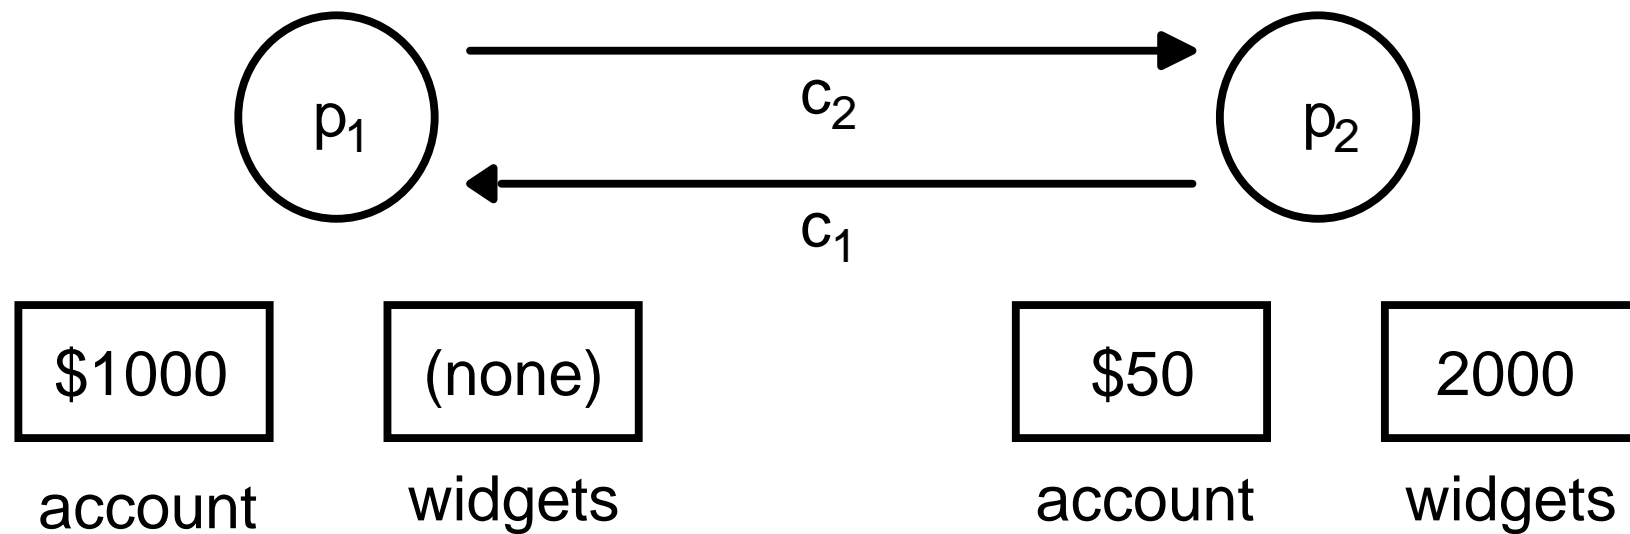 c₂
p₁ p₂
c₁
$1000 (none) $50 2000
account widgets account widgets